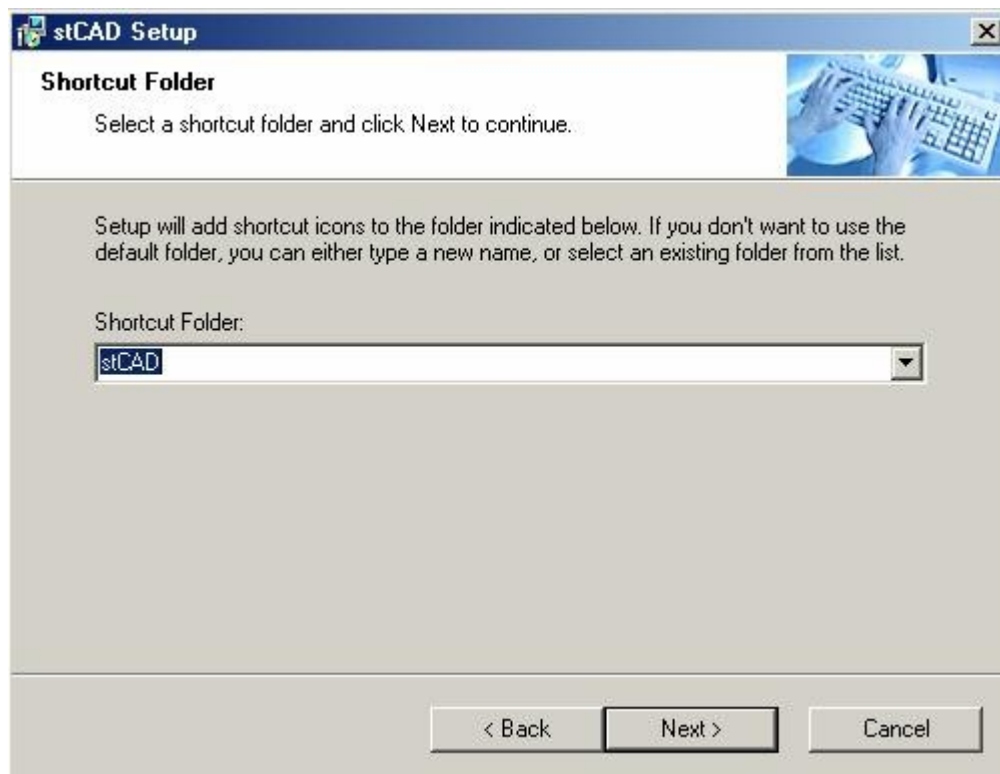 stCAD Setup
Shortcut Folder
Select a shortcut folder and click Next to continue.
Setup will add shortcut icons to the folder indicated below. If you don't want to use the
default folder, you can either type a new name, or select an existing folder from the list.
Shortcut Folder:
stCAD
< Back
Next >
Cancel